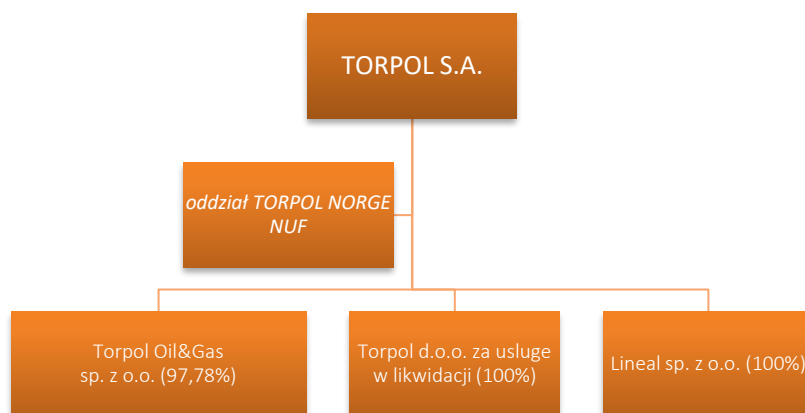 TORPOL S.A.
oddział TORPOL NORGE
NUF
Torpol Oil&Gas
sp. z o.o. (97,78%)
Torpol d.o.o. za usluge
w likwidacji (100%)
Lineal sp. z o.o. (100%)